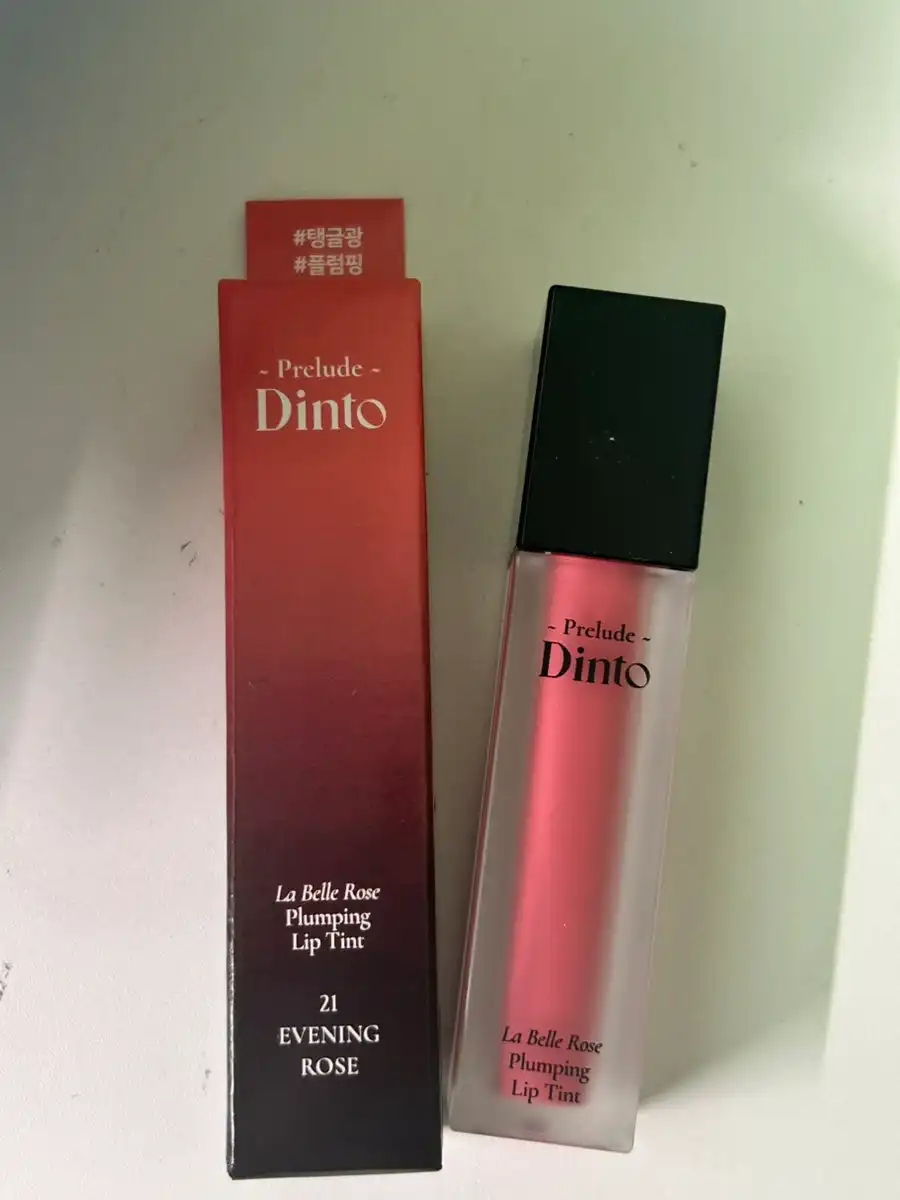 #탱글광
#플럼핑
~ Prelude ~
Dinto
La Belle Rose
Plumping
Lip Tint
21
EVENING
ROSE
~ Prelude ~
Dinto
La Belle Rose
Plumping
Lip Tint